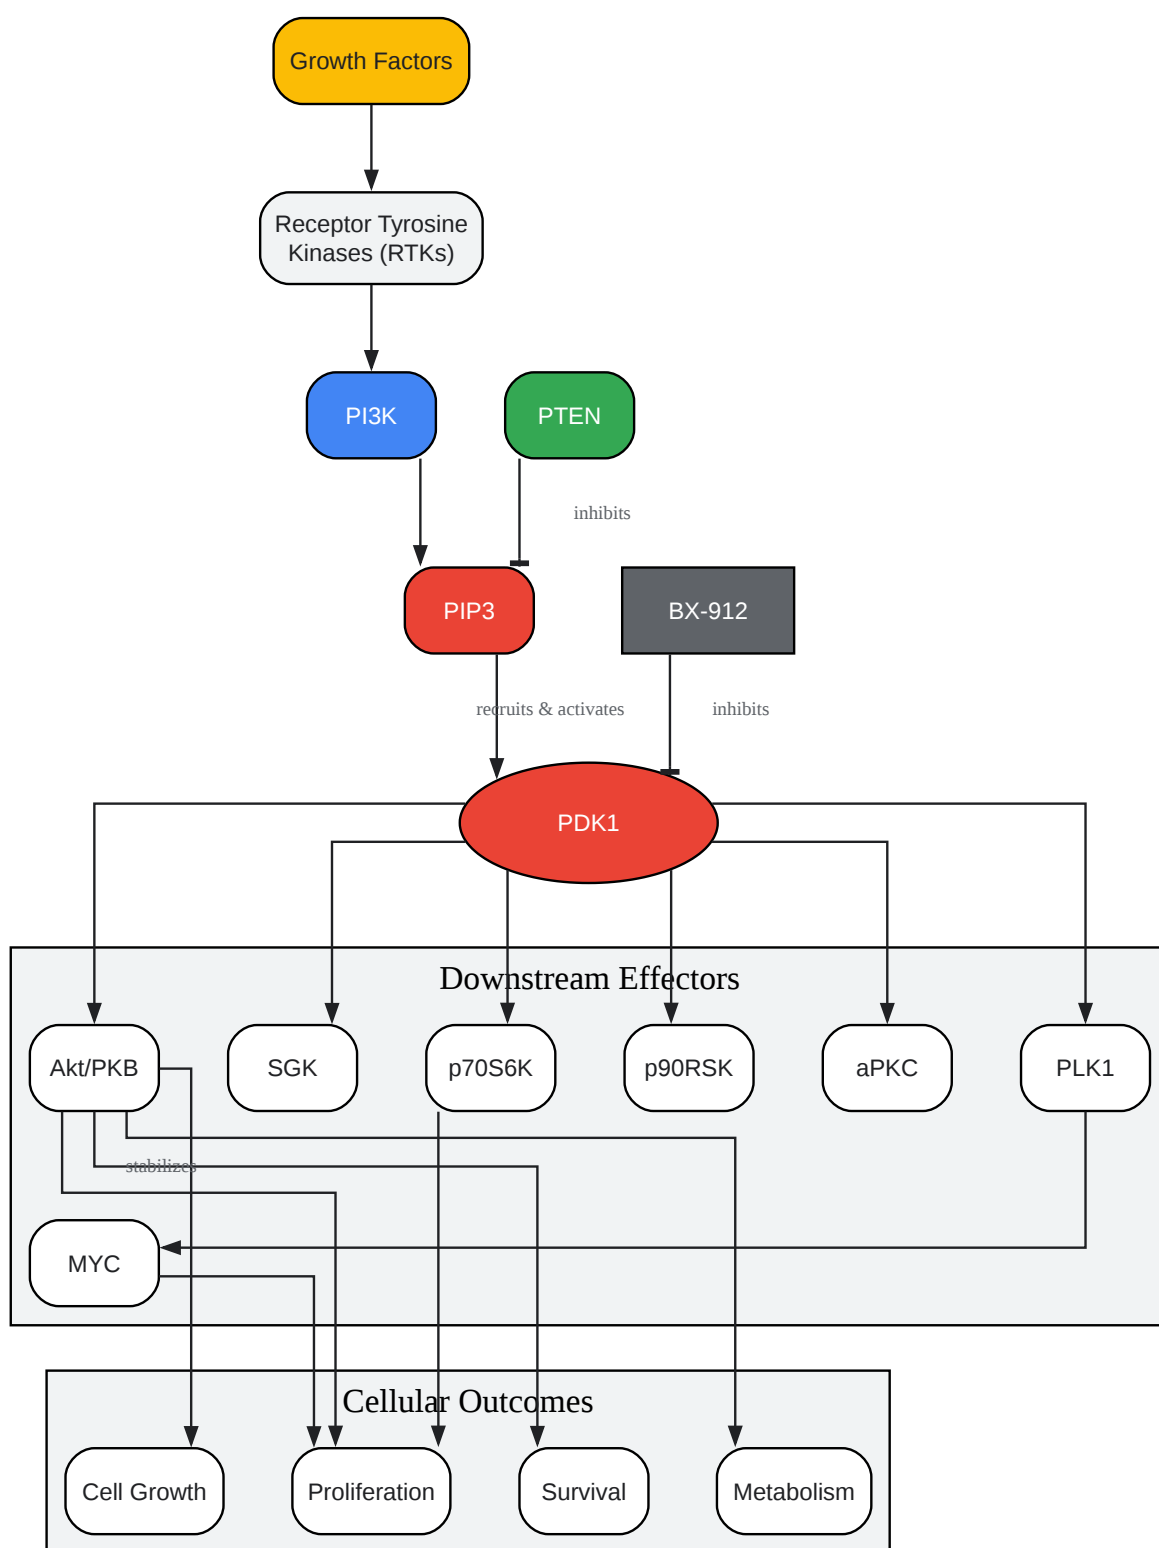 Growth Factors
Receptor Tyrosine
Kinases (RTKs)
PI3K
PTEN
inhibits
PIP3
BX-912
recruits & activates
inhibits
PDK1
Downstream Effectors
Akt/PKB
SGK
p70S6K
p90RSK
aPKC
PLK1
stabilizes
MYC
Cellular Outcomes
Cell Growth
Proliferation
Survival
Metabolism